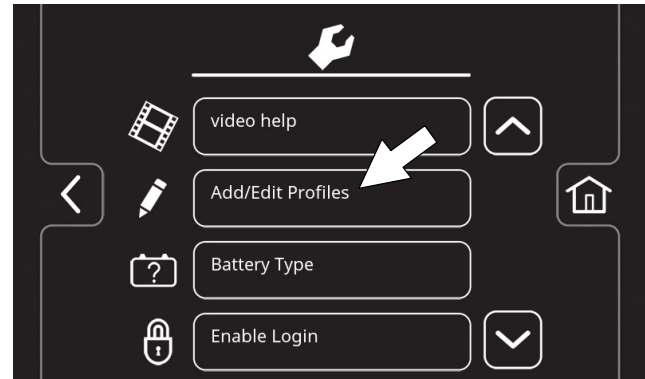 video help
Add/Edit Profiles
Battery Type
Enable Login